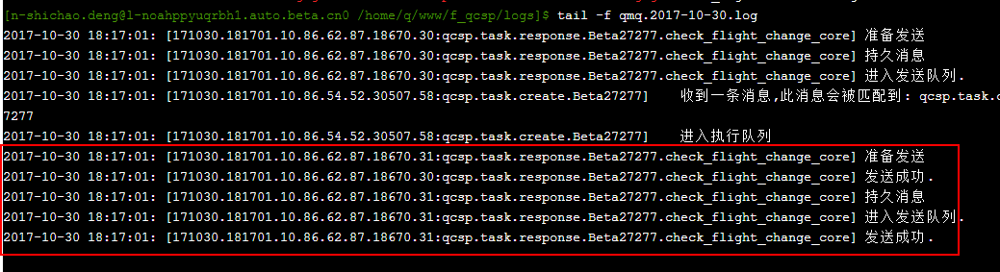 [n-shichao.deng@l-noahppyuqrbh1.auto.beta.cn0 /home/q/www/f_qcsp/logs]$ tail -f qmq.2017-10-30.log
2017-10-30 18:17:01: [171030.181701.10.86.62.87.18670.30:qcsp.task.response.Beta27277.check_flight_change_core] 准备发送
2017-10-30 18:17:01: [171030.181701.10.86.62.87.18670.30:qcsp.task.response.Beta27277.check_flight_change_core] 持久消息
2017-10-30 18:17:01: [171030.181701.10.86.62.87.18670.30:qcsp.task.response.Beta27277.check_flight_change_core] 进入发送队列.
2017-10-30 18:17:01: [171030.181701.10.86.54.52.30507.58:qcsp.task.create.Beta27277] 收到一条消息,此消息会被匹配到: qcsp.task.c
7277
2017-10-30 18:17:01: [171030.181701.10.86.54.52.30507.58:qcsp.task.create.Beta27277] 进入执行队列
2017-10-30 18:17:01: [171030.181701.10.86.62.87.18670.31:qcsp.task.response.Beta27277.check_flight_change_core] 准备发送
2017-10-30 18:17:01: [171030.181701.10.86.62.87.18670.30:qcsp.task.response.Beta27277.check_flight_change_core] 发送成功.
2017-10-30 18:17:01: [171030.181701.10.86.62.87.18670.31:qcsp.task.response.Beta27277.check_flight_change_core] 持久消息
2017-10-30 18:17:01: [171030.181701.10.86.62.87.18670.31:qcsp.task.response.Beta27277.check_flight_change_core] 进入发送队列.
2017-10-30 18:17:01: [171030.181701.10.86.62.87.18670.31:qcsp.task.response.Beta27277.check_flight_change_core] 发送成功.